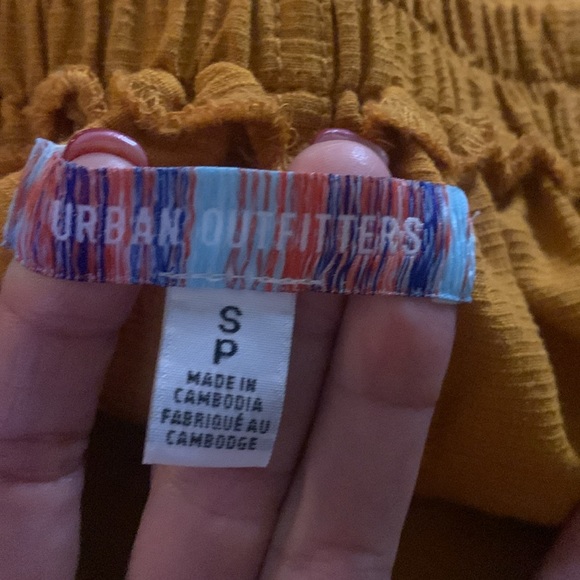 URBAN OUTFITTERS
S
P
MADE IN
CAMBODIA
FABRIQUÉ AU
CAMBODGE